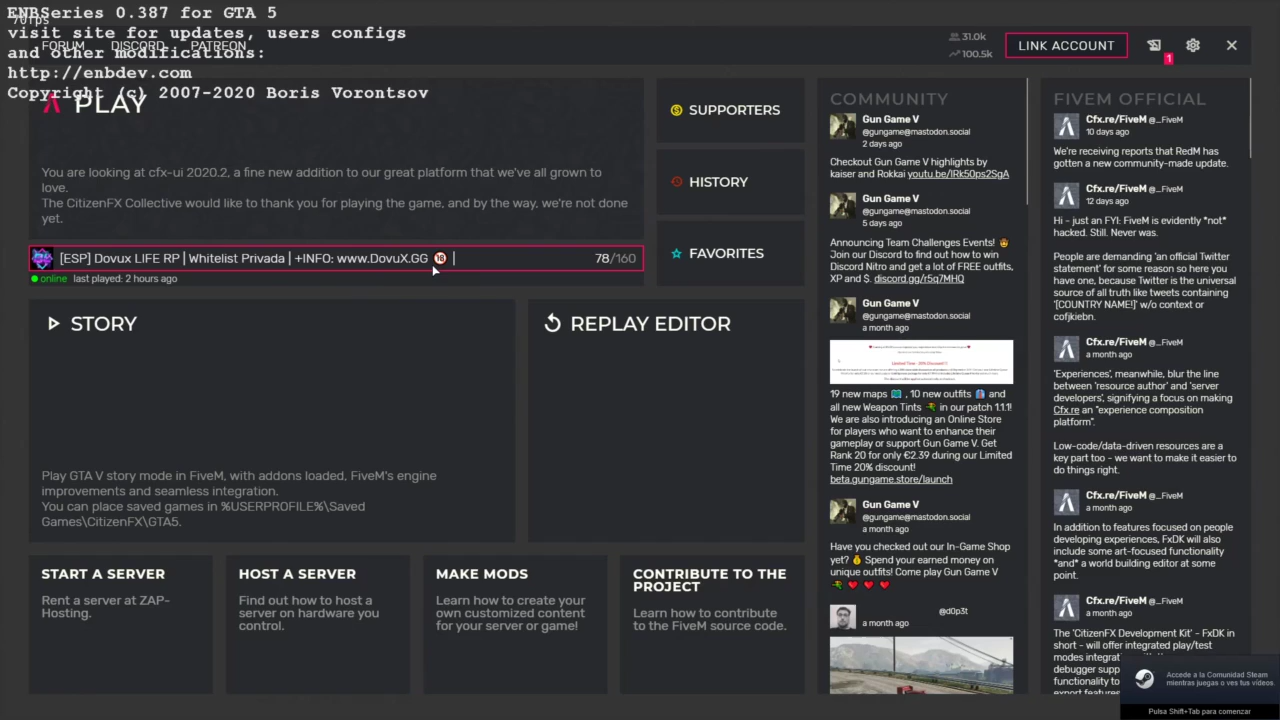 ENBSeries 0.387 for GTA 5
70fps
visit site for updates, users configs
FORUM DISCORD PATREON
and other modifications:
http://enbdev.com
Copyright (c) 2007-2020 Boris Vorontsov
31.0k
100.5k
LINK ACCOUNT
1
PLAY
You are looking at cfx-ui 2020.2, a fine new addition to our great platform that we've all grown to
love.
The CitizenFX Collective would like to thank you for playing the game, and by the way, we're not done
yet.
[ESP] Dovux LIFE RP | Whitelist Privada | +INFO: www.DovuX.GG 🔞 |
78/160
online last played: 2 hours ago
SUPPORTERS
HISTORY
FAVORITES
STORY
Play GTA V story mode in FiveM, with addons loaded, FiveM's engine
improvements and seamless integration.
You can place saved games in %USERPROFILE%\Saved
Games\CitizenFX\GTA5.
REPLAY EDITOR
START A SERVER
Rent a server at ZAP-
Hosting.
HOST A SERVER
Find out how to host a
server on hardware you
control.
MAKE MODS
Learn how to create your
own customized content
for your server or game!
CONTRIBUTE TO THE
PROJECT
Learn how to contribute
to the FiveM source code.
COMMUNITY
Gun Game V
@gungame@mastodon.social
2 days ago
Checkout Gun Game V highlights by
kaiser and Rokkai youtu.be/lRk50ps2SgA
Gun Game V
@gungame@mastodon.social
5 days ago
Announcing Team Challenges Events!
Join our Discord to find out how to win
Discord Nitro and get a lot of FREE outfits,
XP and $. discord.gg/r5q7MHQ
Gun Game V
@gungame@mastodon.social
a month ago
19 new maps , 10 new outfits and
all new Weapon Tints in our patch 1.1.1!
We are also introducing an Online Store
for players who want to enhance their
gameplay or support Gun Game V. Get
Rank 20 for only €2.39 during our Limited
Time 20% discount!
beta.gungame.store/launch
Gun Game V
@gungame@mastodon.social
a month ago
Have you checked out our In-Game Shop
yet? Spend your earned money on
unique outfits! Come play Gun Game V
@d0p3t
a month ago
FIVEM OFFICIAL
Cfx.re/FiveM @_FiveM
10 days ago
We're receiving reports that RedM has
gotten a new community-made update.
Cfx.re/FiveM @_FiveM
12 days ago
Hi - just an FYI: FiveM is evidently *not*
hacked. Still. Never was.
People are demanding 'an official Twitter
statement' for some reason so here you
have one, because Twitter is the universal
source of all truth like tweets containing
'[COUNTRY NAME!]' w/o context or
cofjkiebn.
Cfx.re/FiveM @_FiveM
a month ago
'Experiences', meanwhile, blur the line
between 'resource author' and 'server
developers', signifying a focus on making
Cfx.re an "experience composition
platform".
Low-code/data-driven resources are a
key part too - we want to make it easier to
do things right.
Cfx.re/FiveM @_FiveM
a month ago
In addition to features focused on people
developing experiences, FxDK will also
include some art-focused functionality
*and* a world building editor at some
point.
Cfx.re/FiveM @_FiveM
a month ago
The 'CitizenFX Development Kit' - FxDK in
short - will offer integrated play/test
modes
debugger
functionality to
export
Accede a la Comunidad Steam
mientras juegas o ves tus vídeos.
Pulsa Shift+Tab para comenzar